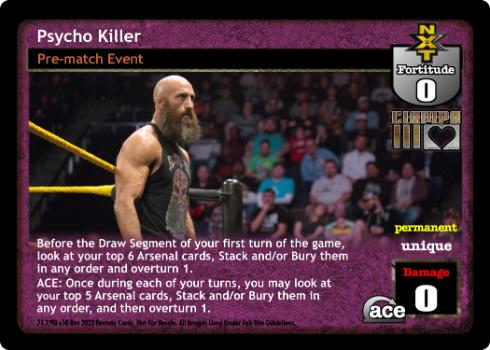 Psycho Killer
Pre-match Event
NXT
Fortitude
0
CIAMPA
permanent
unique
Before the Draw Segment of your first turn of the game,
look at your top 6 Arsenal cards, Stack and/or Bury them
in any order and overturn 1.
ACE: Once during each of your turns, you may look at
your top 5 Arsenal cards, Stack and/or Bury them in
any order, and then overturn 1.
Damage
0
ace